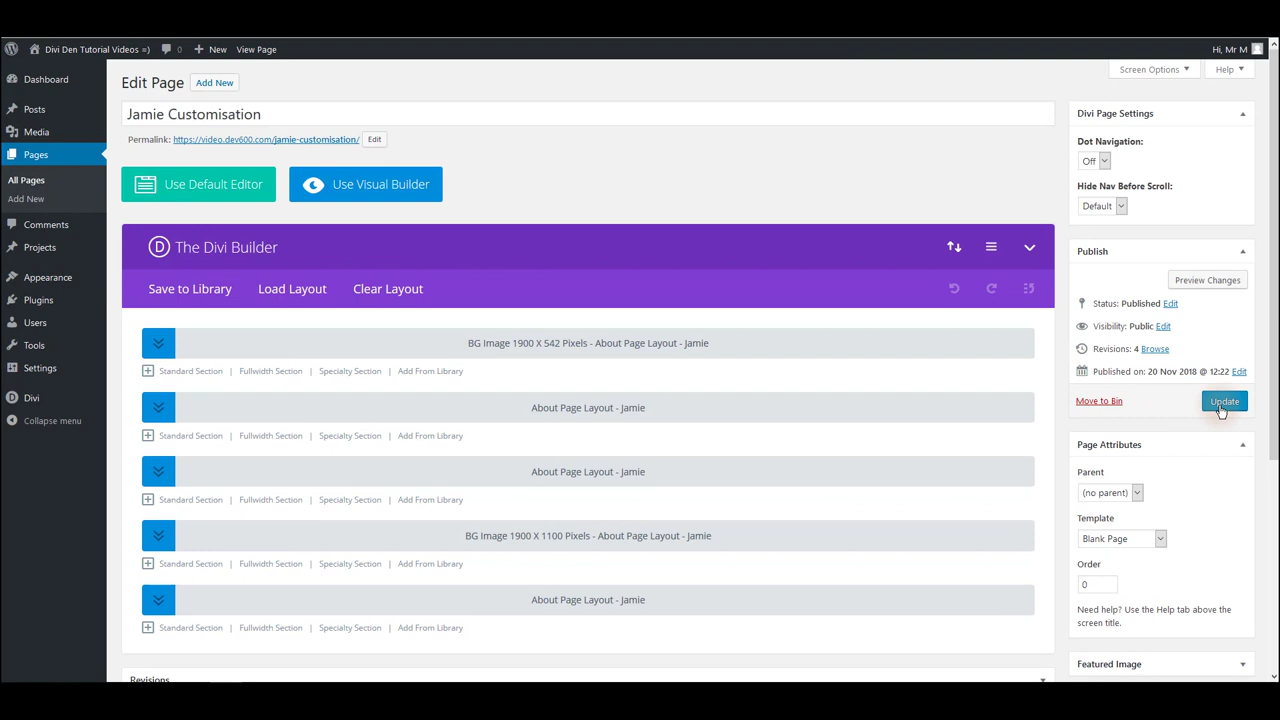 Divi Den Tutorial Videos =) 0 New View Page Hi, Mr M
Dashboard
Posts
Media
Pages
All Pages
Add New
Comments
Projects
Appearance
Plugins
Users
Tools
Settings
Divi
Collapse menu
Screen Options Help
Edit Page Add New
Jamie Customisation
Permalink: https://video.dev600.com/jamie-customisation/ Edit
Use Default Editor Use Visual Builder
The Divi Builder
Save to Library Load Layout Clear Layout
BG Image 1900 X 542 Pixels - About Page Layout - Jamie
Standard Section | Fullwidth Section | Specialty Section | Add From Library
About Page Layout - Jamie
Standard Section | Fullwidth Section | Specialty Section | Add From Library
About Page Layout - Jamie
Standard Section | Fullwidth Section | Specialty Section | Add From Library
BG Image 1900 X 1100 Pixels - About Page Layout - Jamie
Standard Section | Fullwidth Section | Specialty Section | Add From Library
About Page Layout - Jamie
Standard Section | Fullwidth Section | Specialty Section | Add From Library
Revisions
Divi Page Settings
Dot Navigation:
Off
Hide Nav Before Scroll:
Default
Publish
Preview Changes
Status: Published Edit
Visibility: Public Edit
Revisions: 4 Browse
Published on: 20 Nov 2018 @ 12:22 Edit
Move to Bin Update
Page Attributes
Parent
(no parent)
Template
Blank Page
Order
0
Need help? Use the Help tab above the
screen title.
Featured Image